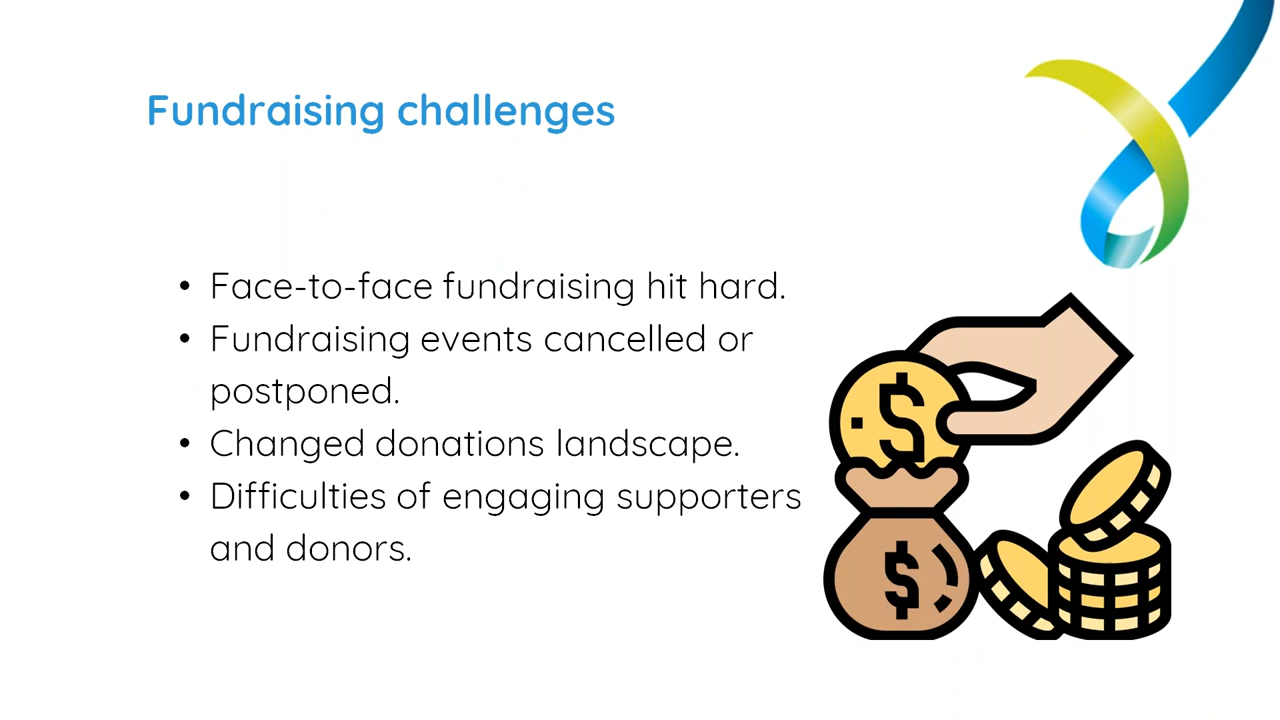 Fundraising challenges
• Face-to-face fundraising hit hard.
• Fundraising events cancelled or
postponed.
• Changed donations landscape.
• Difficulties of engaging supporters
and donors.
$
$